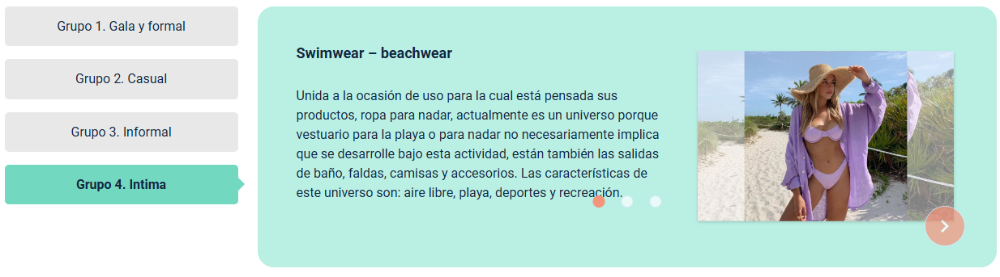 Grupo 1. Gala y formal
Grupo 2. Casual
Grupo 3. Informal
Grupo 4. Intima
Swimwear – beachwear
Unida a la ocasión de uso para la cual está pensada sus
productos, ropa para nadar, actualmente es un universo porque
vestuario para la playa o para nadar no necesariamente implica
que se desarrolle bajo esta actividad, están también las salidas
de baño, faldas, camisas y accesorios. Las características de
este universo son: aire libre, playa, deportes y recreación.